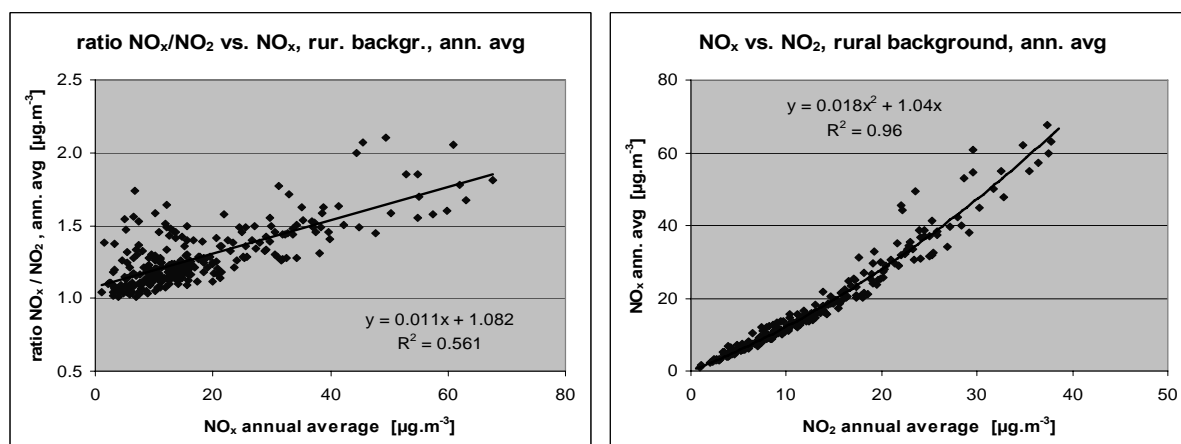 ratio NOx/NO2 vs. NOx, rur. backgr., ann. avg
ratio NOx / NO2 , ann. avg [µg.m-3]
2.5
2.0
1.5
1.0
0.5
y = 0.011x + 1.082
R2 = 0.561
0 20 40 60 80
NOx annual average [µg.m-3]
NOx vs. NO2, rural background, ann. avg
NOx ann. avg [µg.m-3]
80
60
40
20
0
y = 0.018x2 + 1.04x
R2 = 0.96
0 10 20 30 40 50
NO2 annual average [µg.m-3]